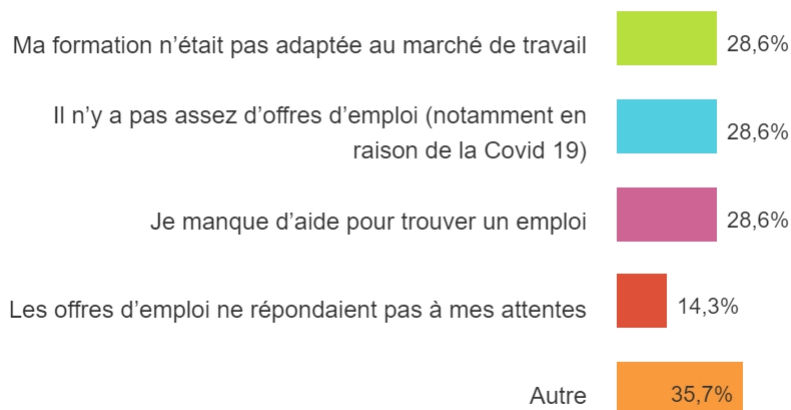 Ma formation n’était pas adaptée au marché de travail
28,6%
Il n’y a pas assez d’offres d’emploi (notamment en
raison de la Covid 19)
28,6%
Je manque d’aide pour trouver un emploi
28,6%
Les offres d’emploi ne répondaient pas à mes attentes
14,3%
Autre
35,7%